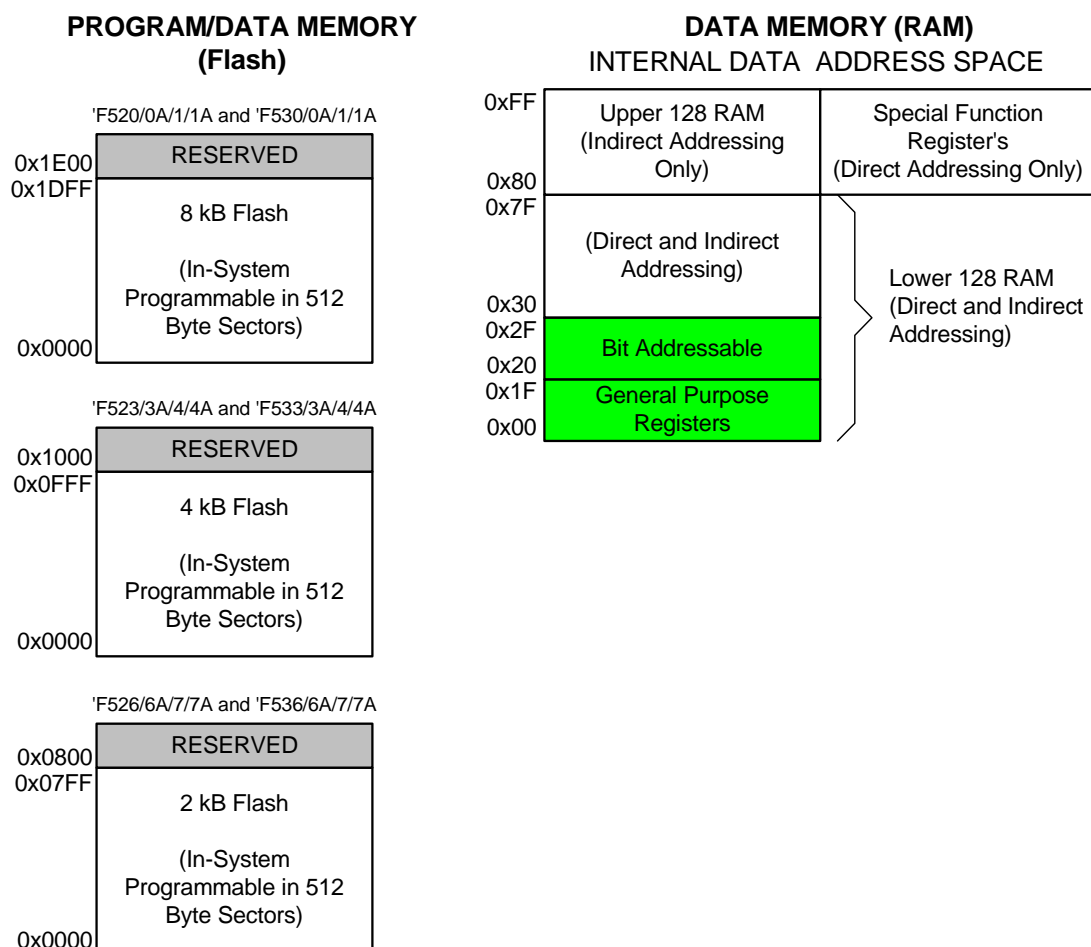 PROGRAM/DATA MEMORY
(Flash)
'F520/0A/1/1A and 'F530/0A/1/1A
RESERVED
0x1E00
0x1DFF
8 kB Flash
(In-System
Programmable in 512
Byte Sectors)
0x0000
'F523/3A/4/4A and 'F533/3A/4/4A
RESERVED
0x1000
0x0FFF
4 kB Flash
(In-System
Programmable in 512
Byte Sectors)
0x0000
'F526/6A/7/7A and 'F536/6A/7/7A
RESERVED
0x0800
0x07FF
2 kB Flash
(In-System
Programmable in 512
Byte Sectors)
0x0000
DATA MEMORY (RAM)
INTERNAL DATA ADDRESS SPACE
0xFF
Upper 128 RAM
(Indirect Addressing
Only)
0x80
Special Function
Register's
(Direct Addressing Only)
0x7F
(Direct and Indirect
Addressing)
0x30
0x2F
Bit Addressable
0x20
0x1F
General Purpose
Registers
0x00
Lower 128 RAM
(Direct and Indirect
Addressing)